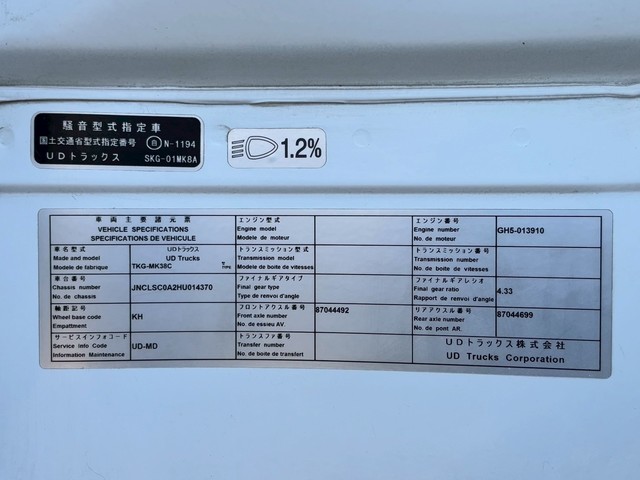 騒音型式指定車
国土交通省型式指定番号 自 N-1194
UDトラックス SKG-01MK8A
1.2%
車両主要諸元票
VEHICLE SPECIFICATIONS
SPECIFICATIONS DE VEHICULE
エンジン型式
Engine model
Modele de moteur
エンジン番号
Engine number
No. de moteur
GH5-013910
車名型式
Made and model
Modele de fabrique
UDトラックス
UD Trucks
TKG-MK38C
型
TYPE
トランスミッション型式
Transmission model
Modele de boite de vitesses
トランスミッション番号
Transmission number
No. de boite de vitesses
車台番号
Chassis number
No. de chassis
JNCLSC0A2HU014370
ファイナルギアタイプ
Final gear type
Type de renvoi d'angle
ファイナルギアレシオ
Final gear ratio
Rapport de renvoi d'angle
4.33
軸距記号
Wheel base code
Empattment
KH
フロントアクスル番号
Front axle number
No. de essieu AV.
87044492
リアアクスル番号
Rear axle number
No. de pont AR.
87044699
サービスインフォコード
Service info Code
Information Maintenance
UD-MD
トランスファ番号
Transfer number
No. de boite de transfert
UDトラックス株式会社
UD Trucks Corporation